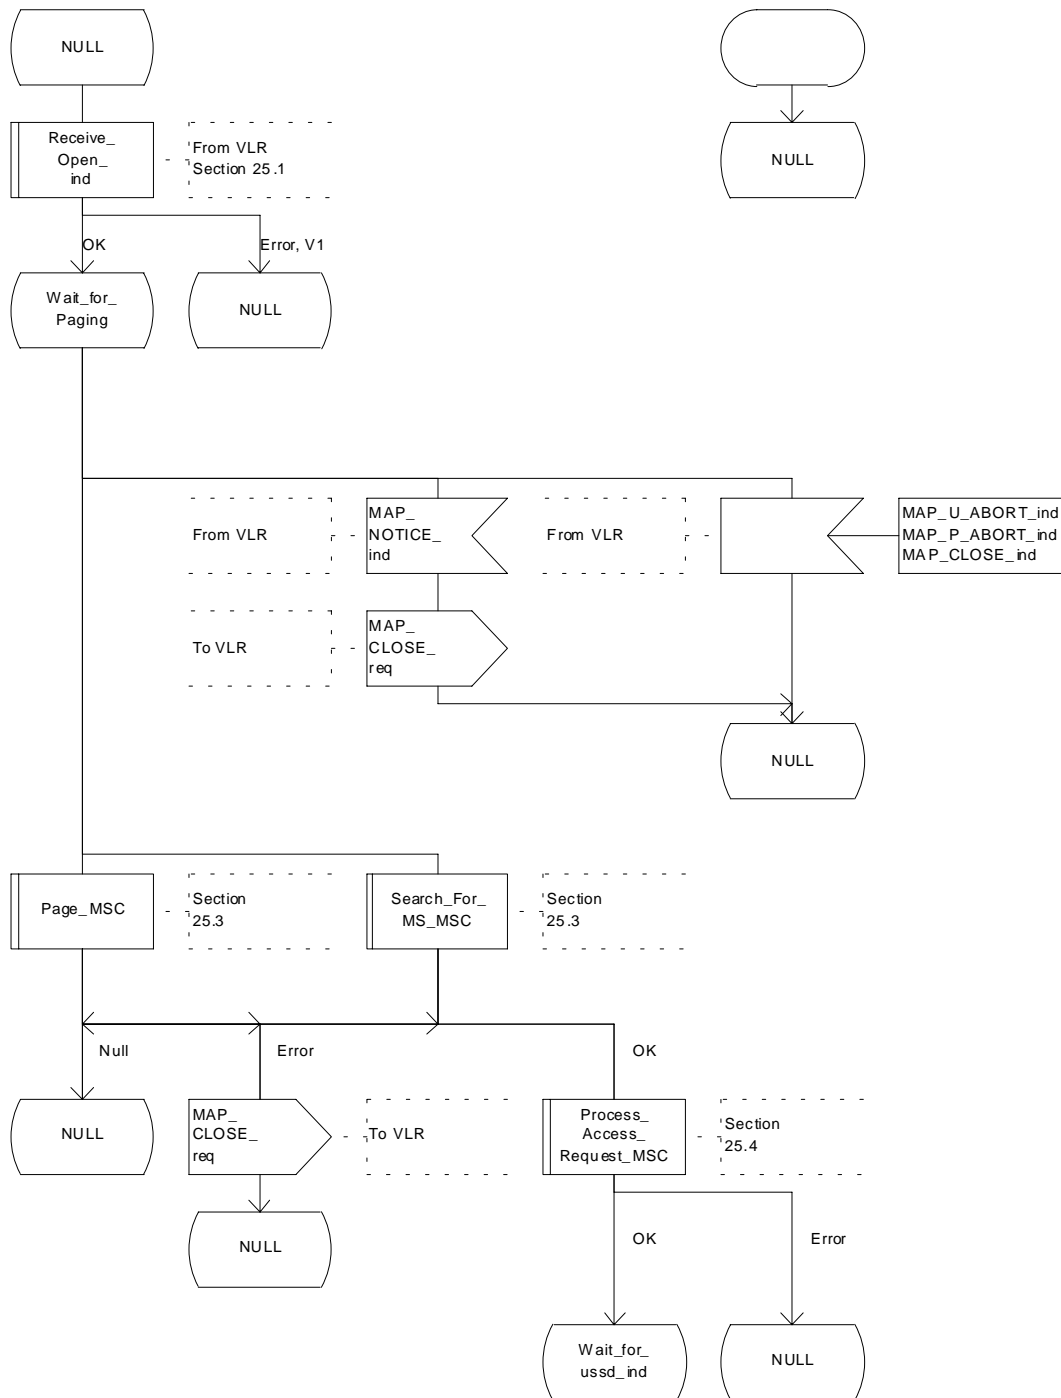 NULL
Receive_
Open_
ind
From VLR
Section 25.1
NULL
OK
Error, V1
Wait_for_
Paging
NULL
From VLR
MAP_
NOTICE_
ind
From VLR
MAP_U_ABORT_ind
MAP_P_ABORT_ind
MAP_CLOSE_ind
To VLR
MAP_
CLOSE_
req
NULL
Page_MSC
Section
25.3
Search_For_
MS_MSC
Section
25.3
Null
Error
OK
NULL
MAP_
CLOSE_
req
To VLR
Process_
Access_
Request_MSC
Section
25.4
NULL
OK
Error
Wait_for_
ussd_ind
NULL